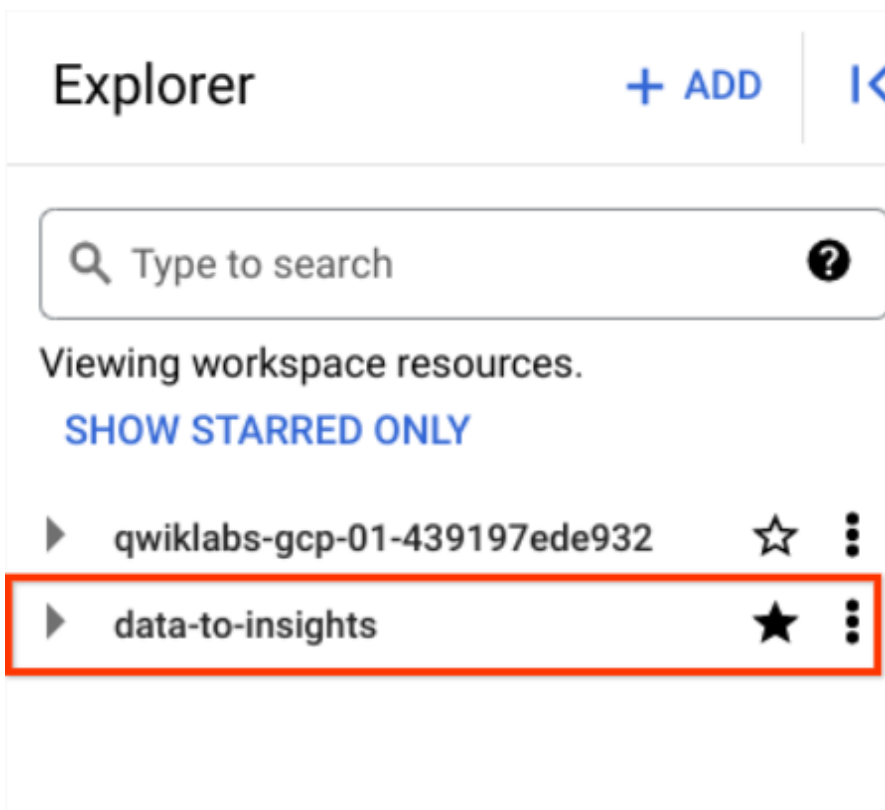 Explorer + ADD
Type to search ?
Viewing workspace resources.
SHOW STARRED ONLY
qwiklabs-gcp-01-439197ede932
data-to-insights